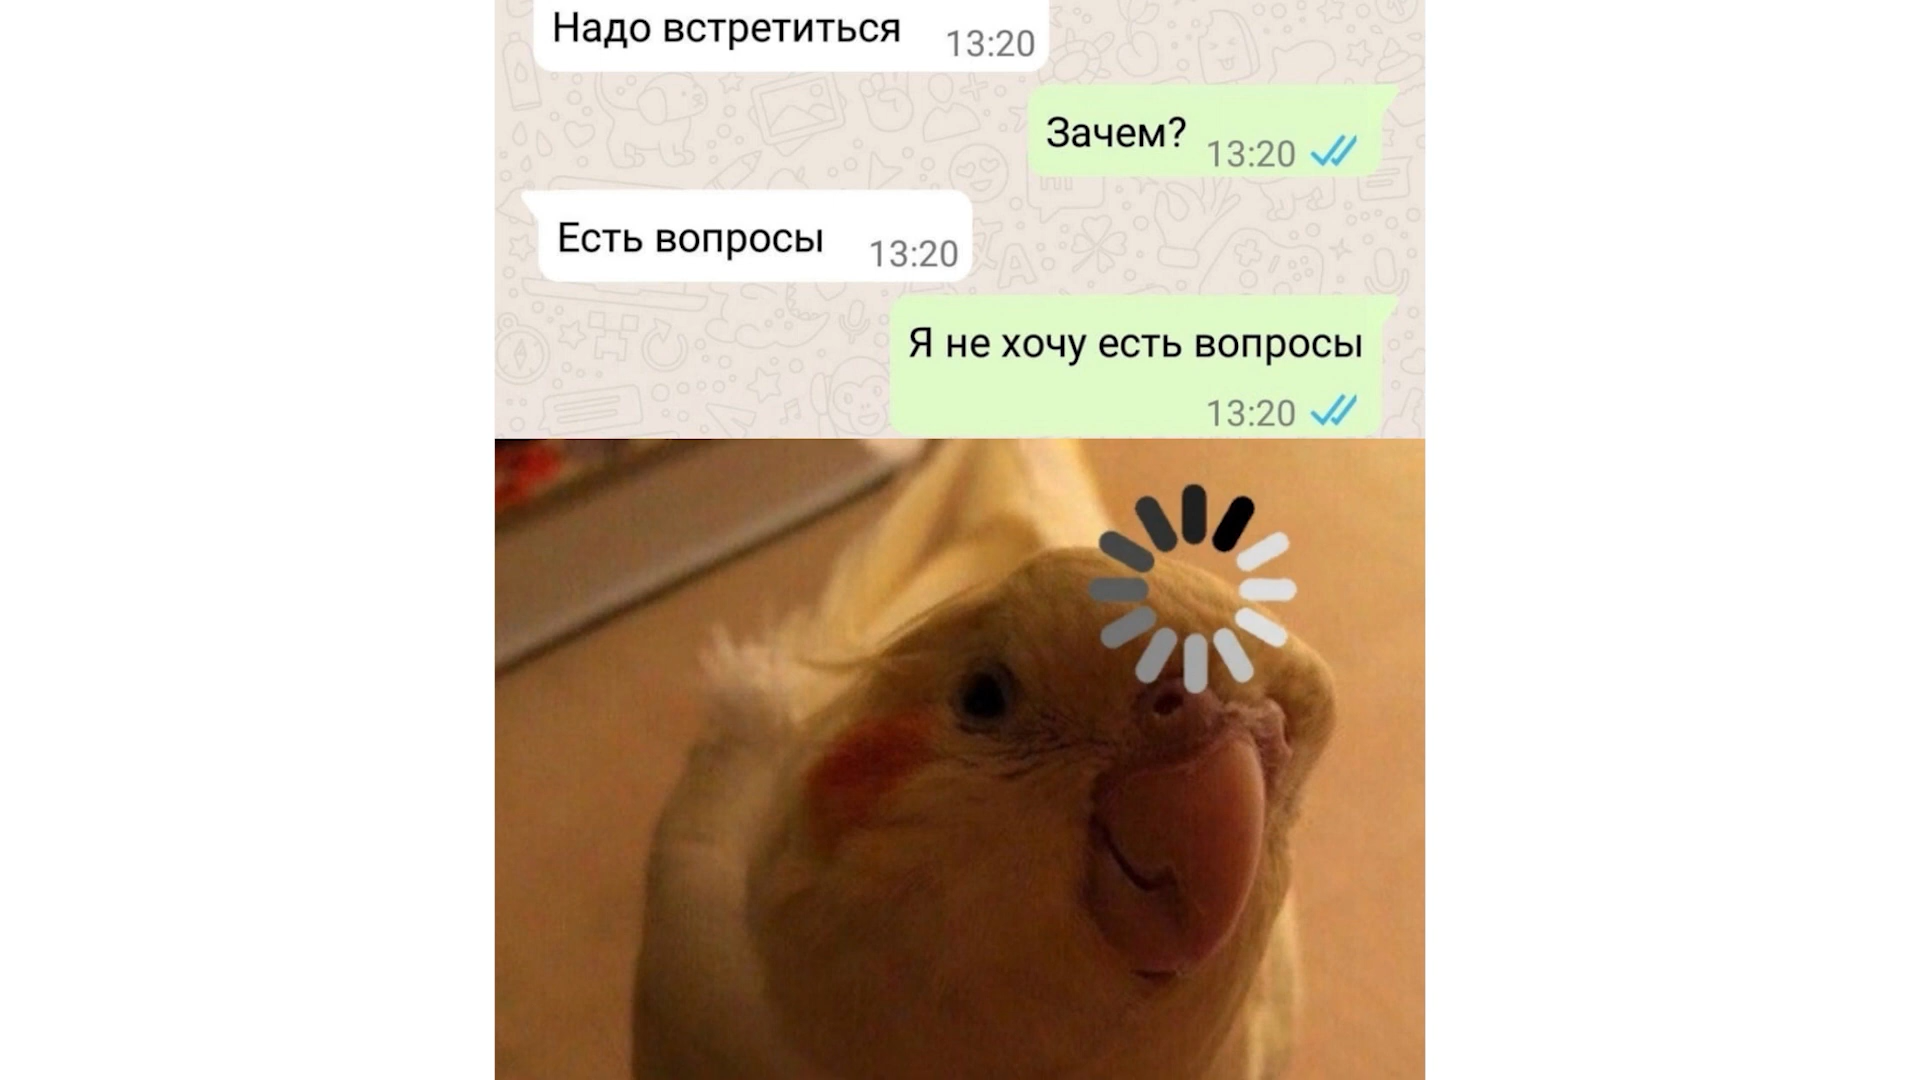 Надо встретиться 13:20
Зачем? 13:20
Есть вопросы 13:20
Я не хочу есть вопросы
13:20